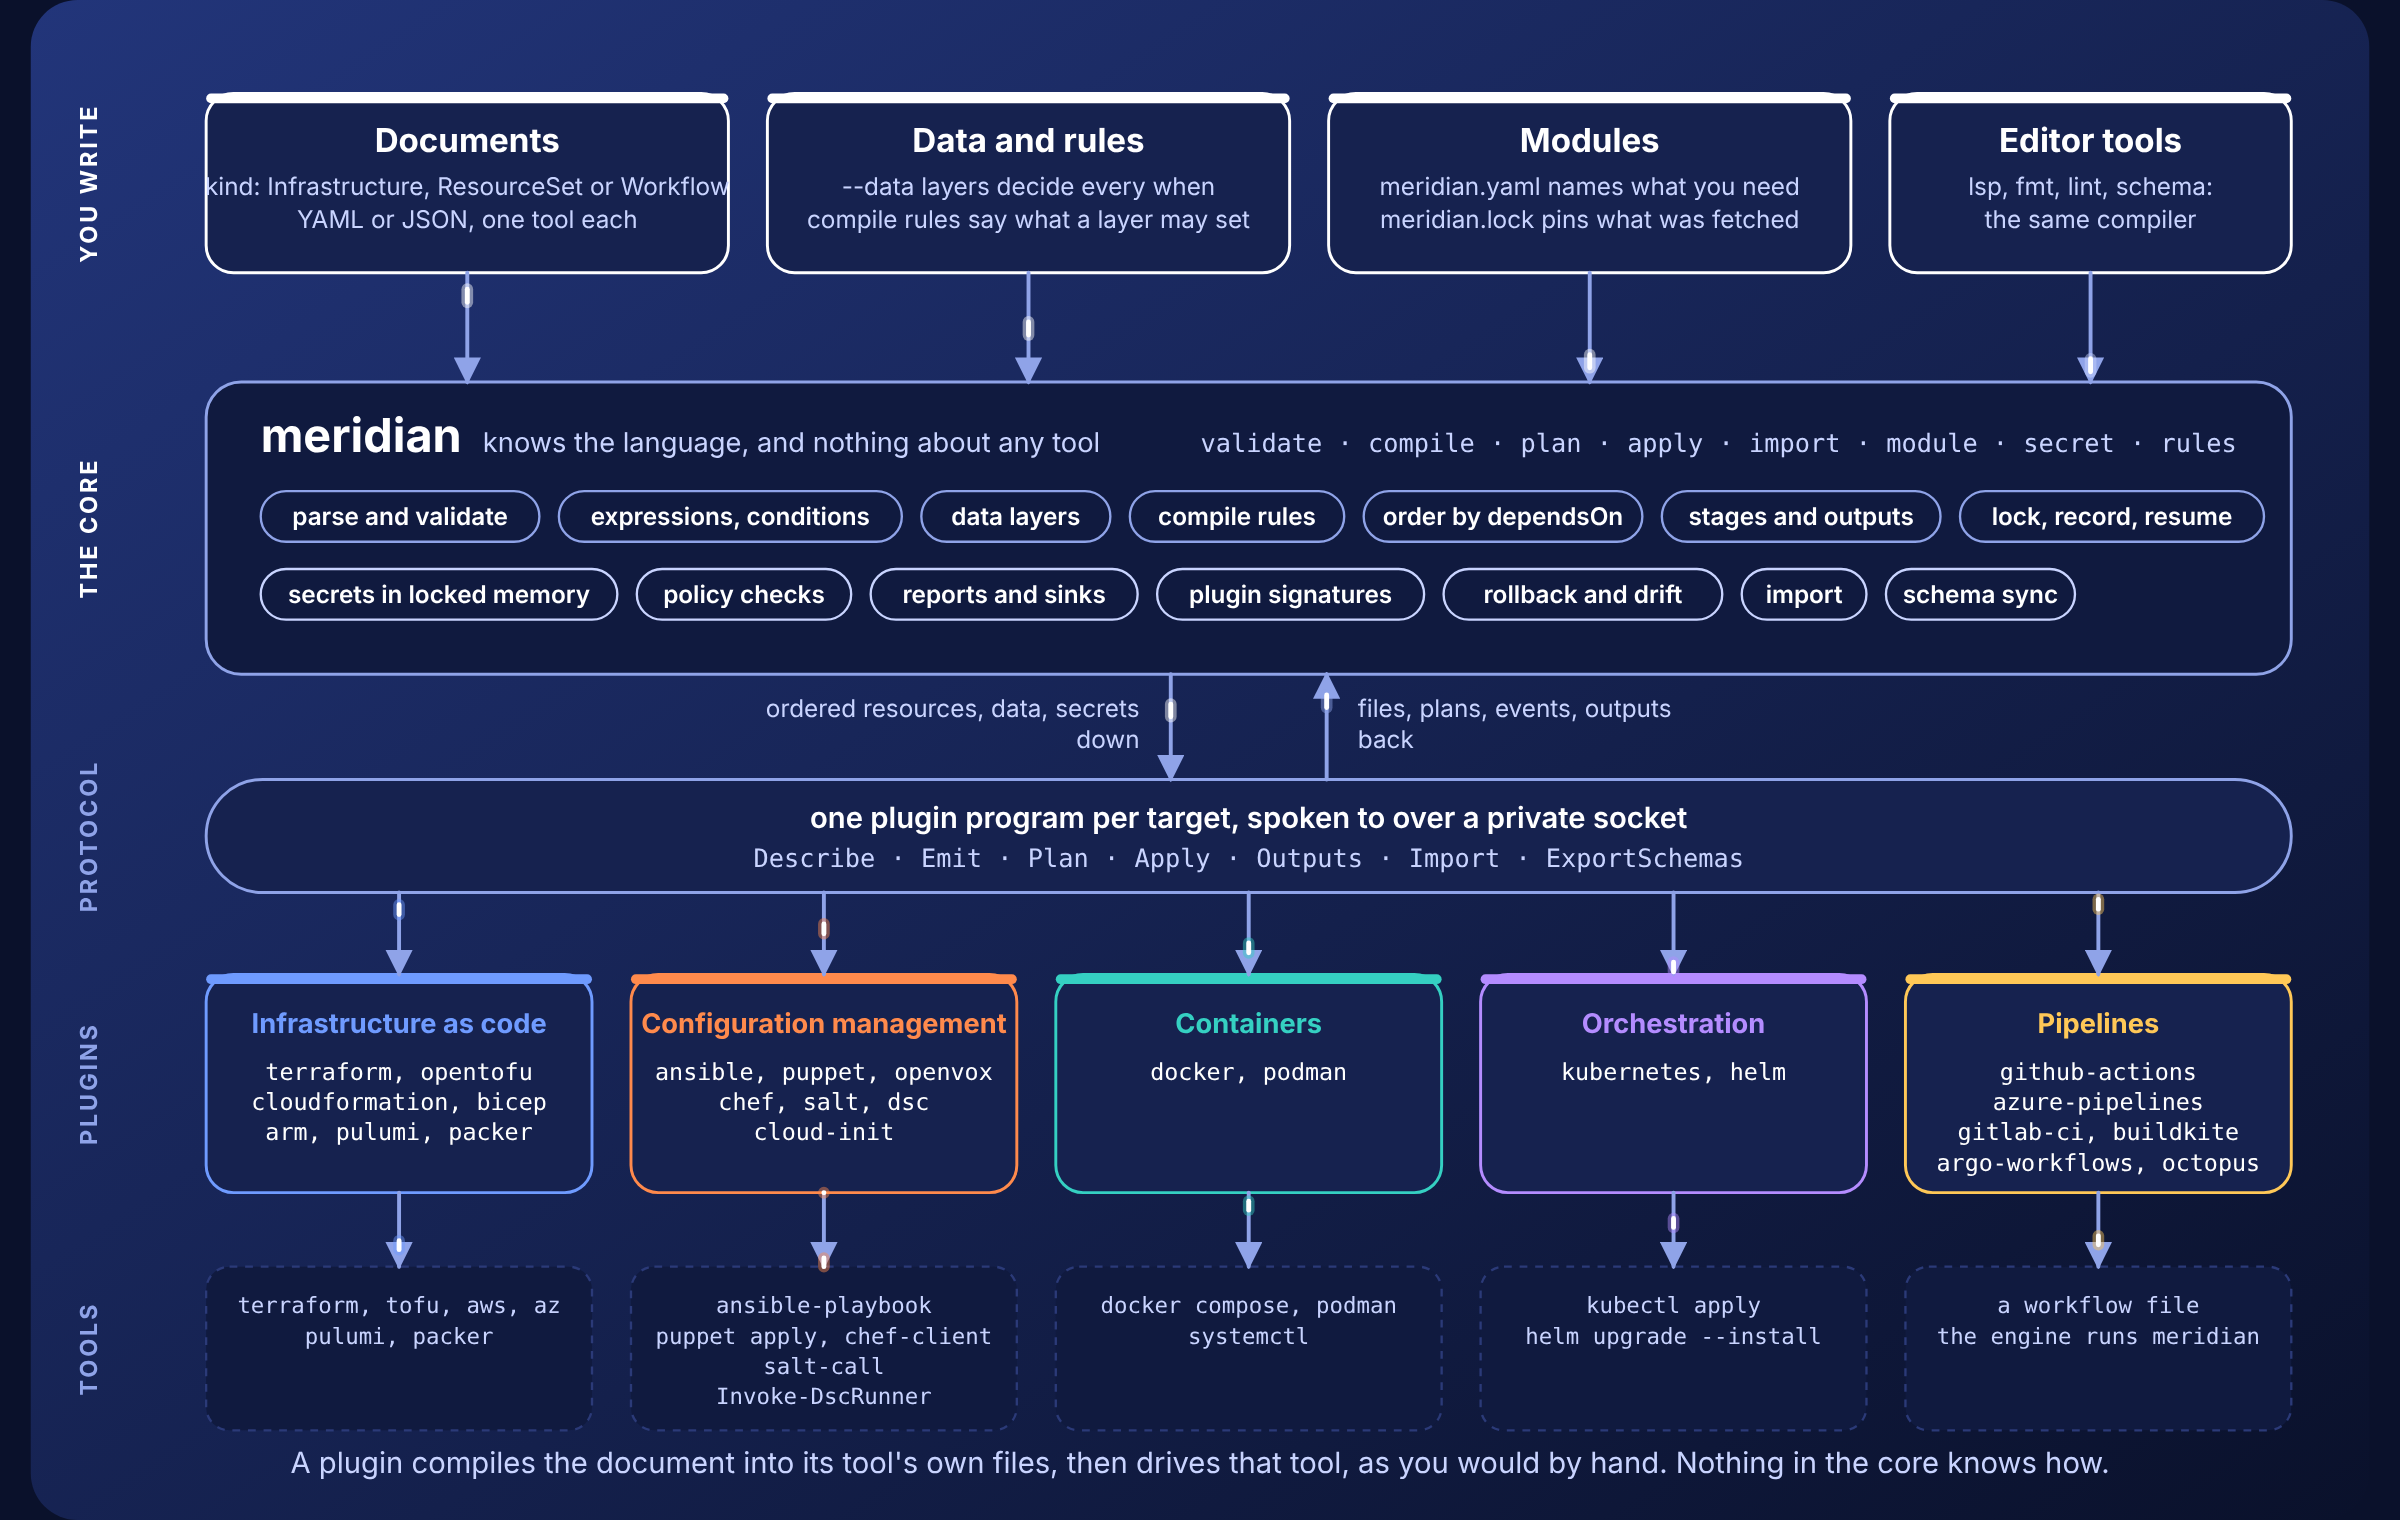 YOU WRITE
Documents
kind: Infrastructure, ResourceSet or Workflow
YAML or JSON, one tool each
Data and rules
--data layers decide every when
compile rules say what a layer may set
Modules
meridian.yaml names what you need
meridian.lock pins what was fetched
Editor tools
lsp, fmt, lint, schema:
the same compiler
THE CORE
meridian knows the language, and nothing about any tool
validate · compile · plan · apply · import · module · secret · rules
parse and validate
expressions, conditions
data layers
compile rules
order by dependsOn
stages and outputs
lock, record, resume
secrets in locked memory
policy checks
reports and sinks
plugin signatures
rollback and drift
import
schema sync
ordered resources, data, secrets
down
files, plans, events, outputs
back
PROTOCOL
one plugin program per target, spoken to over a private socket
Describe · Emit · Plan · Apply · Outputs · Import · ExportSchemas
PLUGINS
Infrastructure as code
terraform, opentofu
cloudformation, bicep
arm, pulumi, packer
Configuration management
ansible, puppet, openvox
chef, salt, dsc
cloud-init
Containers
docker, podman
Orchestration
kubernetes, helm
Pipelines
github-actions
azure-pipelines
gitlab-ci, buildkite
argo-workflows, octopus
TOOLS
terraform, tofu, aws, az
pulumi, packer
ansible-playbook
puppet apply, chef-client
salt-call
Invoke-DscRunner
docker compose, podman
systemctl
kubectl apply
helm upgrade --install
a workflow file
the engine runs meridian
A plugin compiles the document into its tool's own files, then drives that tool, as you would by hand. Nothing in the core knows how.